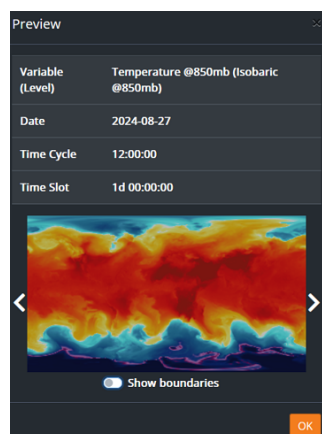 Preview
Variable Temperature @850mb (Isobaric
(Level) @850mb)
Date 2024-08-27
Time Cycle 12:00:00
Time Slot 1d 00:00:00
Show boundaries
OK